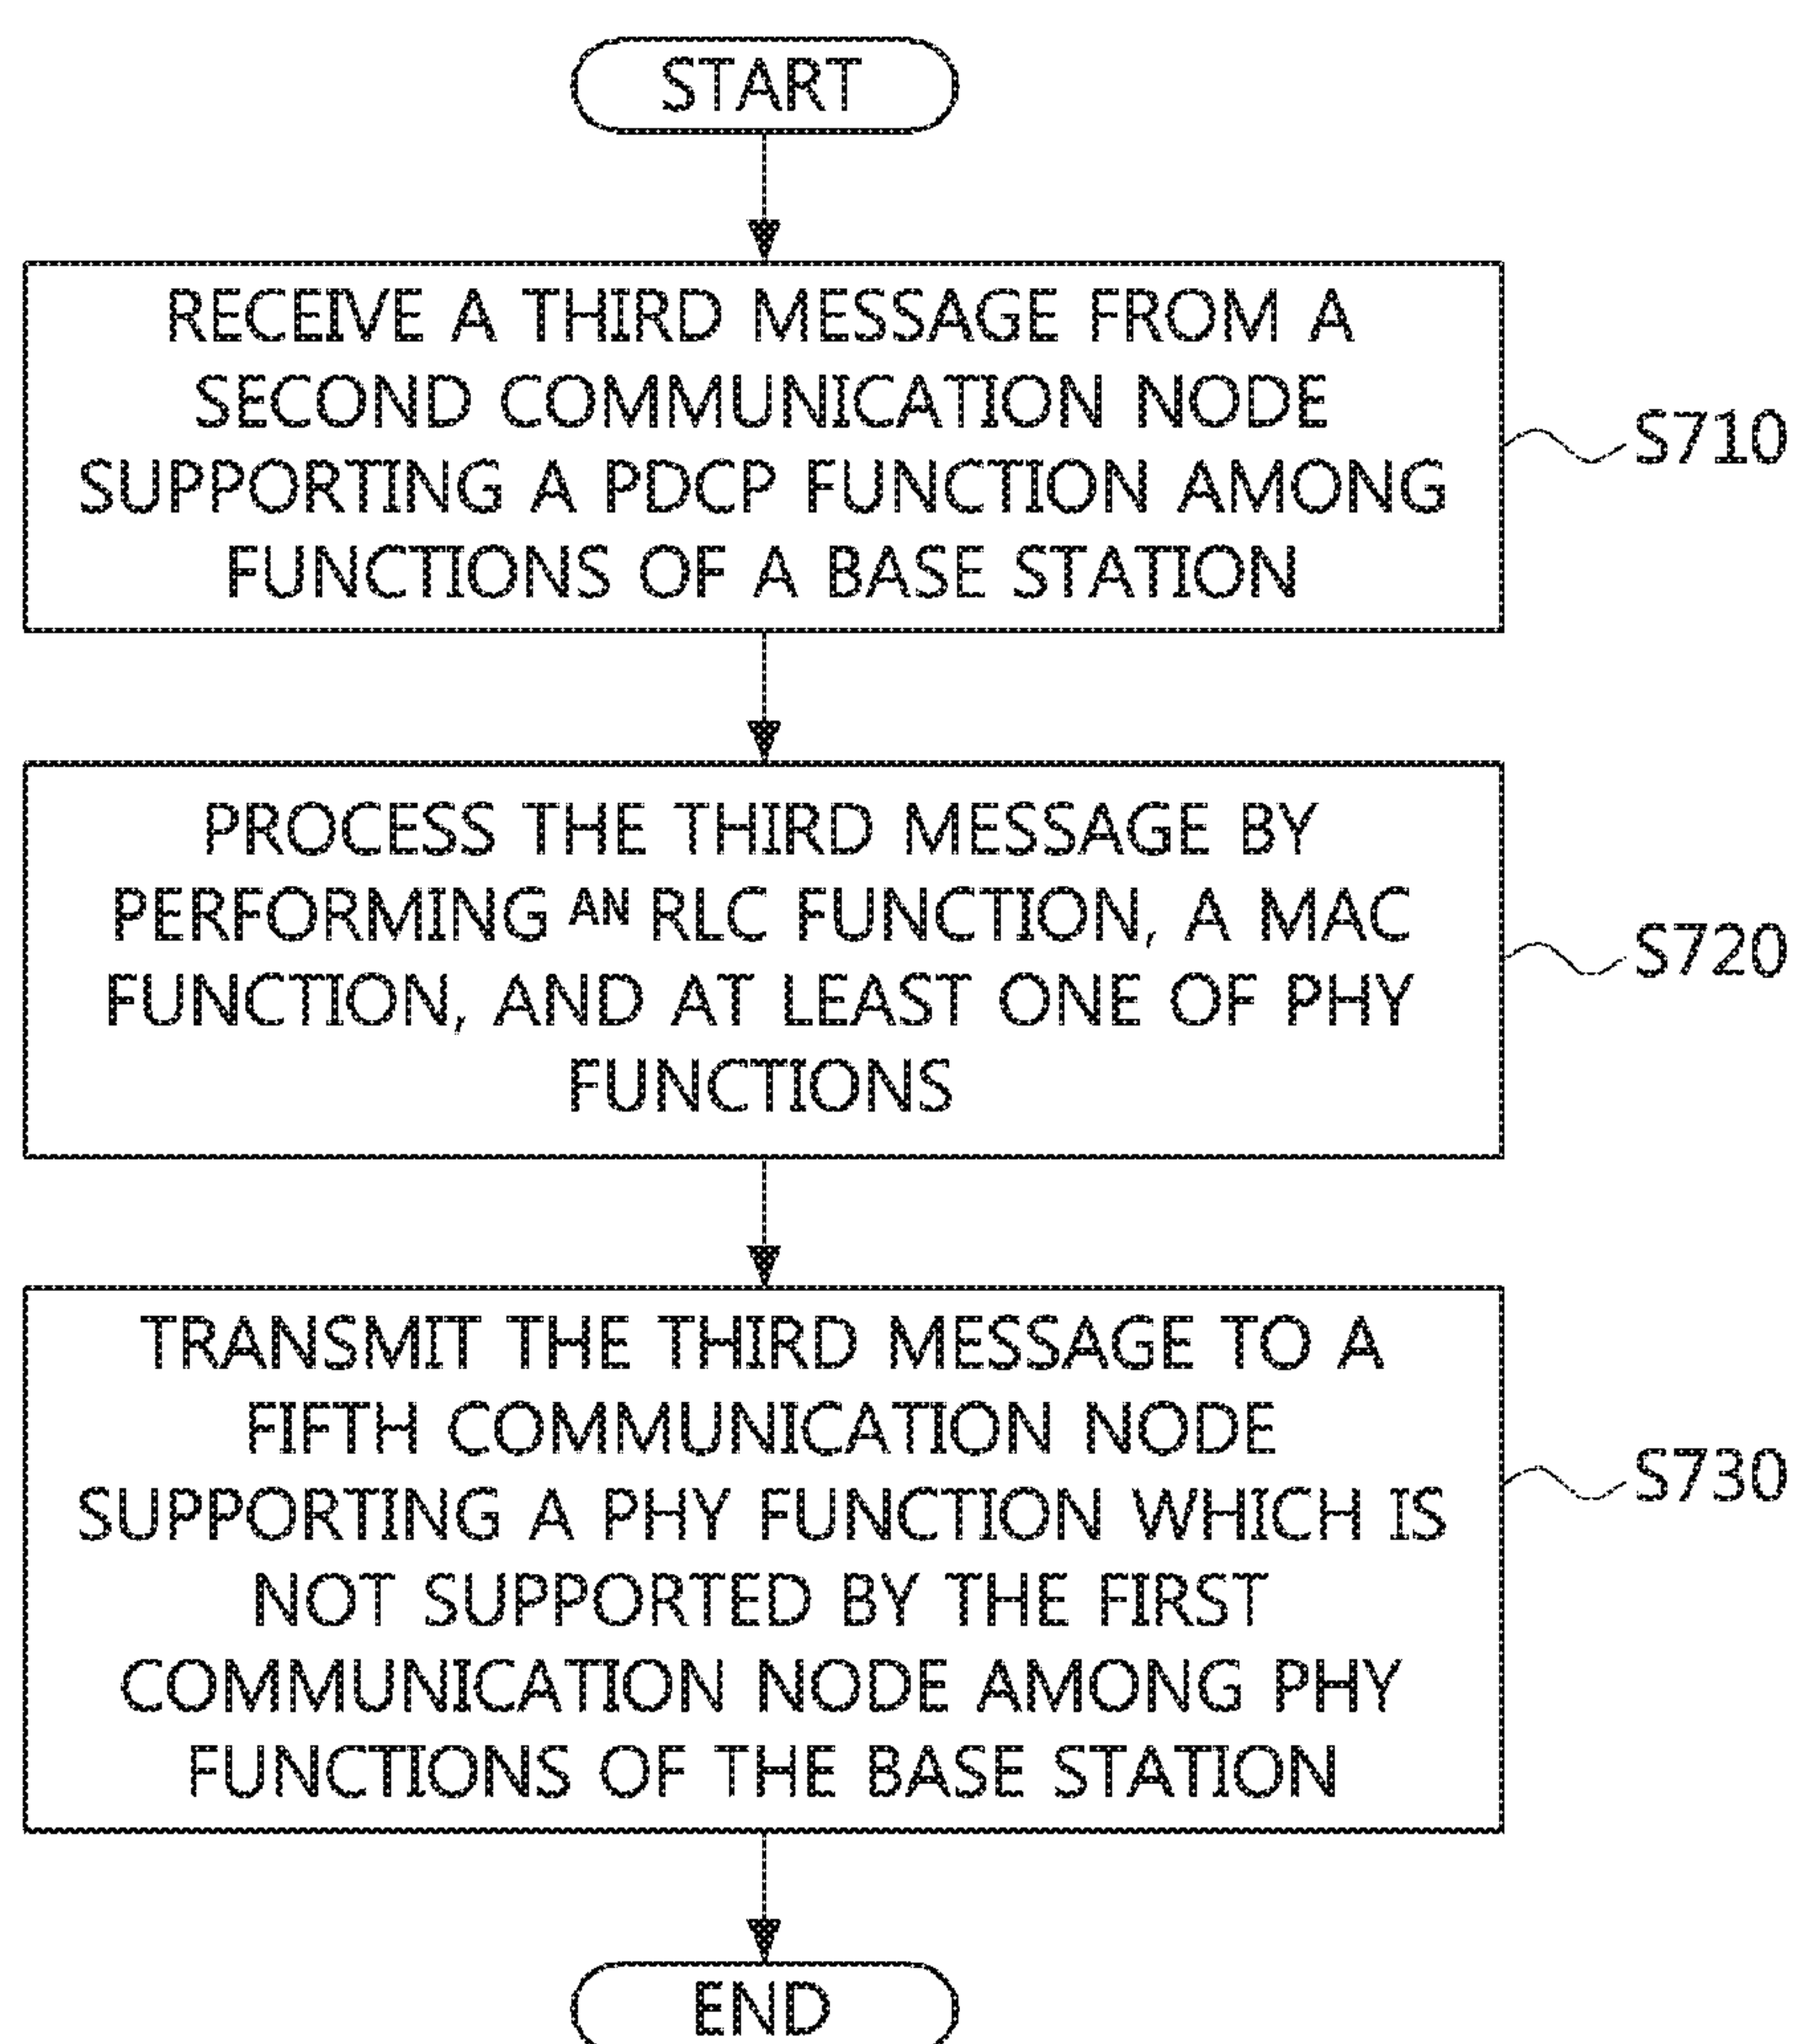 START
RECEIVE A THIRD MESSAGE FROM A
SECOND COMMUNICATION NODE
SUPPORTING A PDCP FUNCTION AMONG
FUNCTIONS OF A BASE STATION
S710
PROCESS THE THIRD MESSAGE BY
PERFORMING AN RLC FUNCTION, A MAC
FUNCTION, AND AT LEAST ONE OF PHY
FUNCTIONS
S720
TRANSMIT THE THIRD MESSAGE TO A
FIFTH COMMUNICATION NODE
SUPPORTING A PHY FUNCTION WHICH IS
NOT SUPPORTED BY THE FIRST
COMMUNICATION NODE AMONG PHY
FUNCTIONS OF THE BASE STATION
S730
END